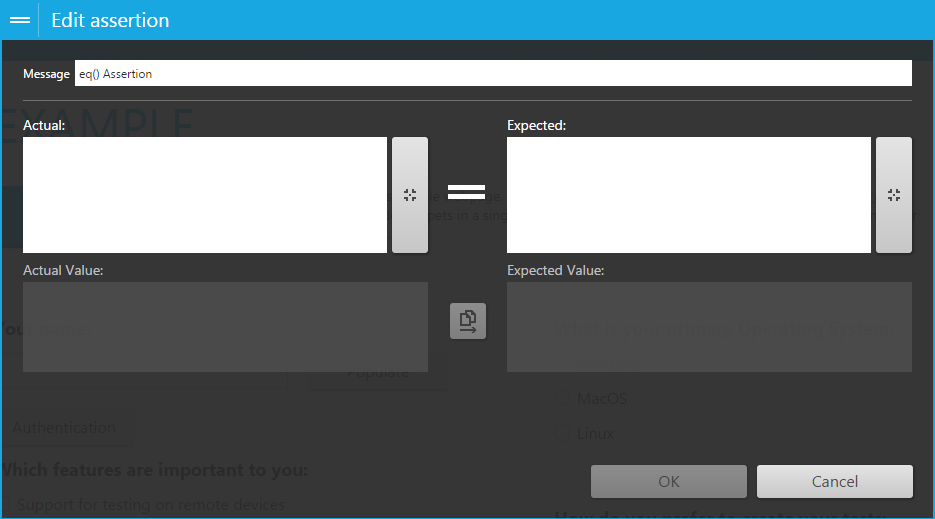 Edit assertion
Message eq() Assertion
EXAMPLE
Actual:
Expected:
Actual Value:
Expected Value:
Populate
MacOS
Authentication
Linux
Which features are important to you:
OK
Cancel
Support for testing on remote devices